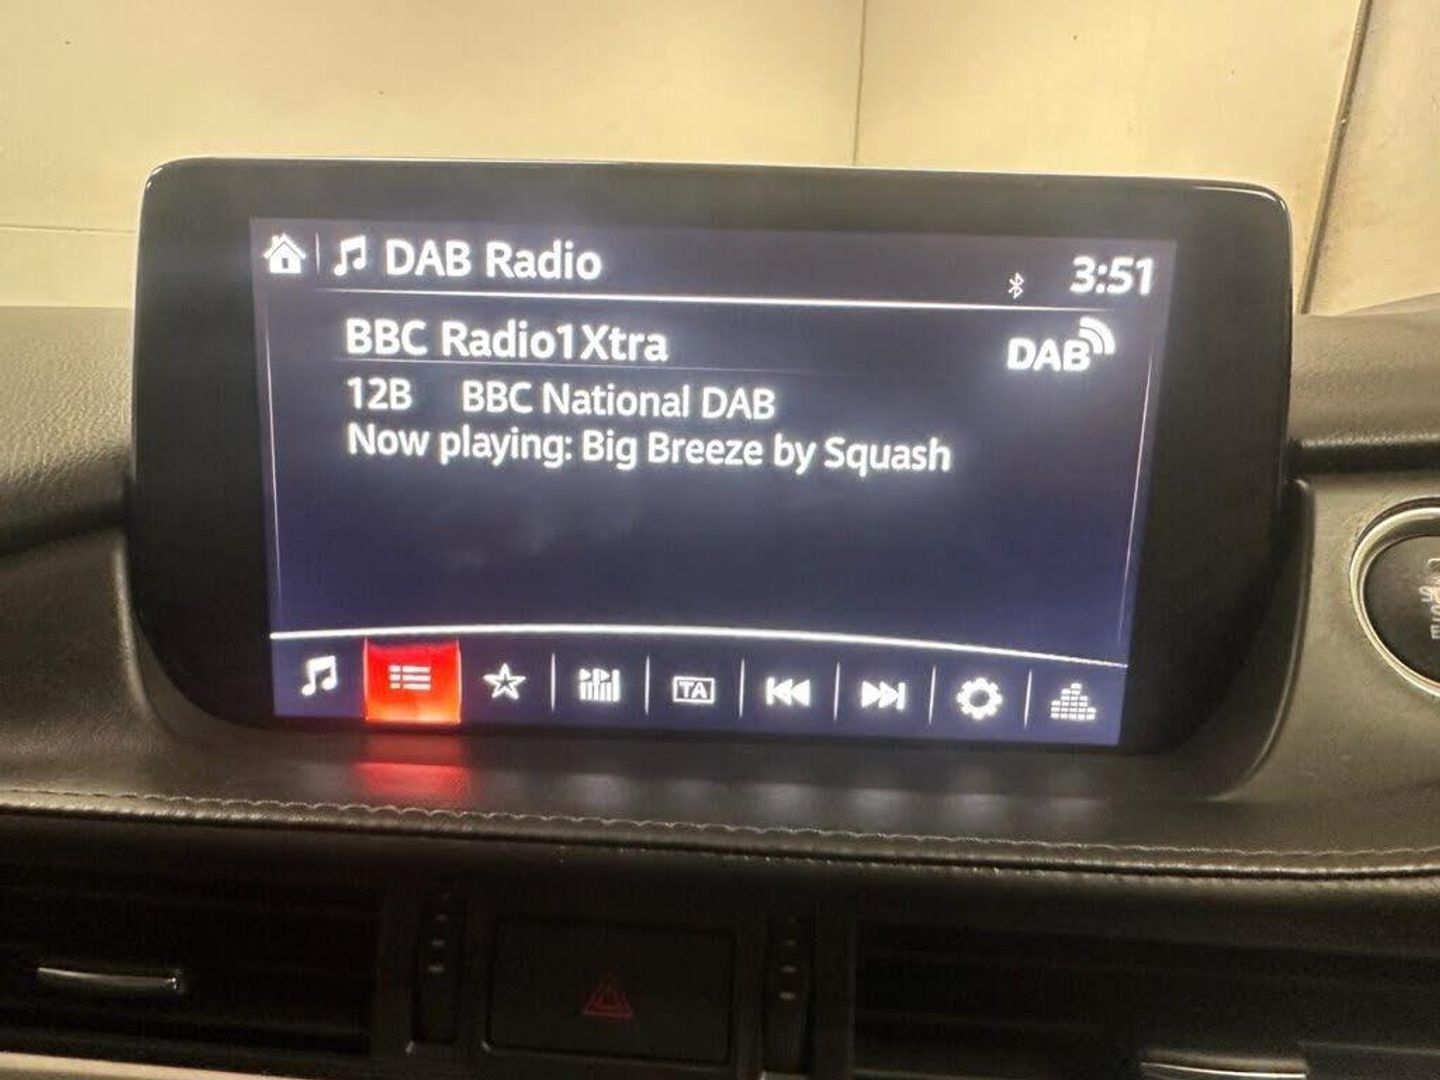 DAB Radio
3:51
BBC Radio1Xtra
DAB
12B BBC National DAB
Now playing: Big Breeze by Squash
TA